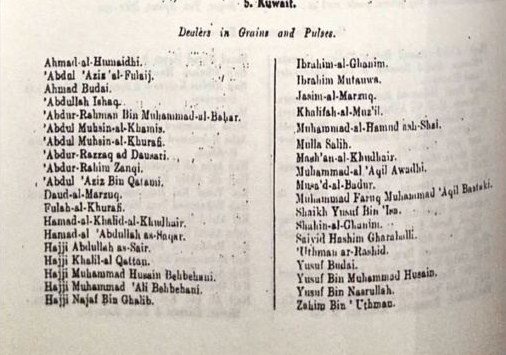 5. Kuwait.
Dealers in Grains and Pulses.
Ahmad-al-Humaidhi.
'Abdul 'Aziz 'al-Fulaij.
Ahmad Budai.
'Abdullah Ishaq.
'Abdur-Rahman Bin Muhammad-al-Bahar.
Abdul Muhsin-al-Khamis.
'Abdul Muhsin-al-Khurafi.
'Abdur-Razzaq ad Dausari.
'Abdur-Rahim Zanqi.
'Abdul 'Aziz Bin Qatami.
Daud-al-Marzuq.
Fulah-al-Khurafi.
Hamad-al-Khalid-al-Khudhair.
Hamad-al 'Abdullah as-Saqar.
Hajji Abdullah as-Sair.
Hajji Khalil-al Qattan.
Hajji Muhammad Husain Behbehani.
Hajji Muhammad 'Ali Behbehani.
Hajji Najaf Bin Ghalib.
Ibrahim-al-Ghanim.
Ibrahim Mutauwa.
Jasim-al-Marzuq.
Khalifah-al-Muz'il.
Muhammad-al-Hamud ash-Shai.
Mulla Salih.
Mash'an-al-Khudhair.
Muhammad-al 'Aqil Awadhi.
Musa'd-al-Badur.
Muhammad Faruq Muhammad 'Aqil Bastaki.
Shaikh Yusuf Bin 'Isa.
Shahin-al-Ghanim.
Saiyid Hashim Gharaballi.
'Uthman ar-Rashid.
Yusuf Budai.
Yusuf Bin Muhammad Husain.
Yusuf Bin Nasrullah.
Zahim Bin 'Uthman.